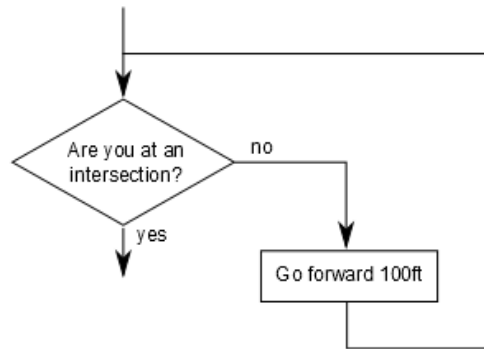 Are you at an
intersection?
no
yes
Go forward 100ft